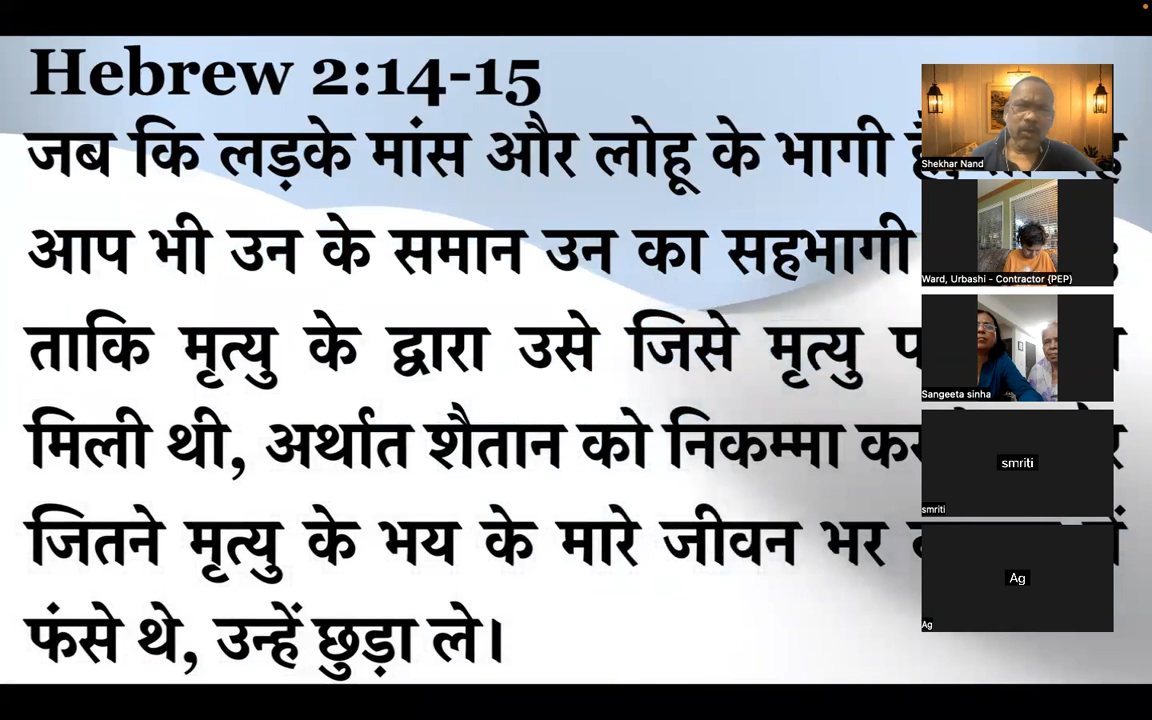 Hebrew 2:14-15
जब कि लड़के मांस और लोहू के भागी
आप भी उन के समान उन का सहभागी
ताकि मृत्यु के द्वारा उसे जिसे मृत्यु
मिली थी, अर्थात शैतान को निकम्मा
जितने मृत्यु के भय के मारे जीवन भर
फंसे थे, उन्हें छुड़ा ले।
Shekhar Nand
Ward, Urbashi - Contractor {PEP}
Sangeeta sinha
smriti
smriti
Ag
Ag